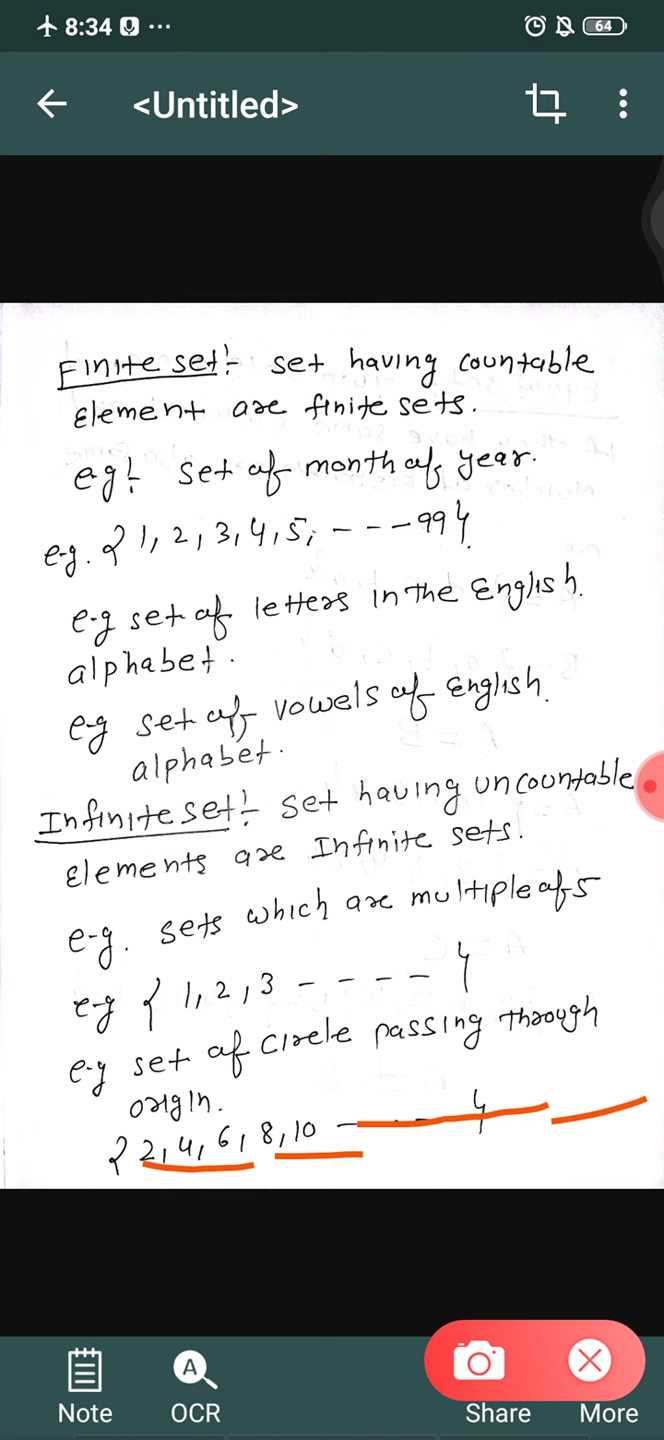 8:34
64
<Untitled>
Finite set:- set having countable
Element are finite sets.
eg:- set of month of year.
e-g. { 1, 2, 3, 4, 5, - - - 99 }.
e-g set of letters in the English.
alphabet.
e-g set of vowels of English.
alphabet.
Infinite set:- set having uncountable
Elements are Infinite sets.
e-g. sets which are multiple of 5
e-g { 1, 2, 3 - - - - }
e-g set of circle passing through
origin.
{ 2, 4, 6, 8, 10 - - - - }
Note
A
OCR
Share
More